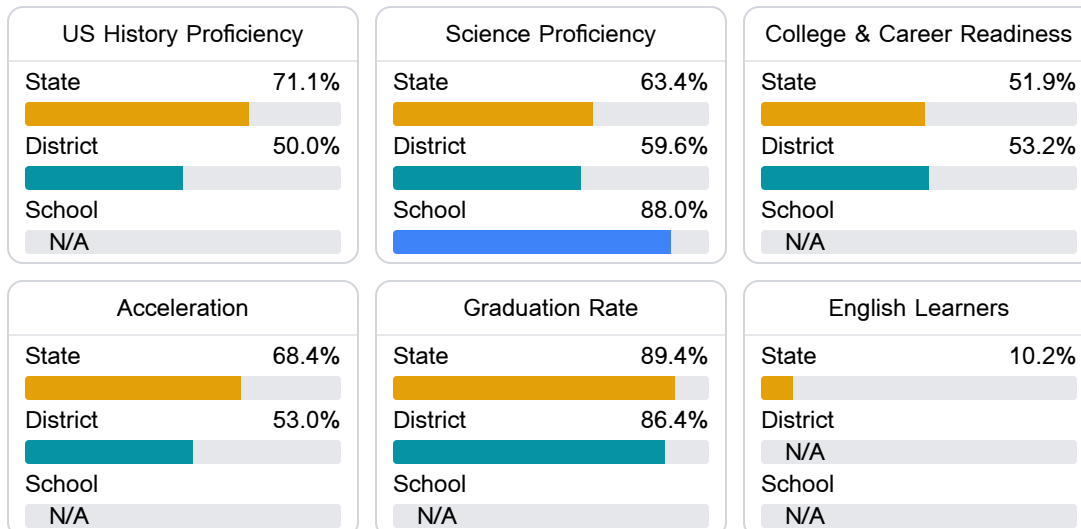 US History Proficiency
State 71.1%
District 50.0%
School
N/A
Science Proficiency
State 63.4%
District 59.6%
School 88.0%
College & Career Readiness
State 51.9%
District 53.2%
School
N/A
Acceleration
State 68.4%
District 53.0%
School
N/A
Graduation Rate
State 89.4%
District 86.4%
School
N/A
English Learners
State 10.2%
District
N/A
School
N/A